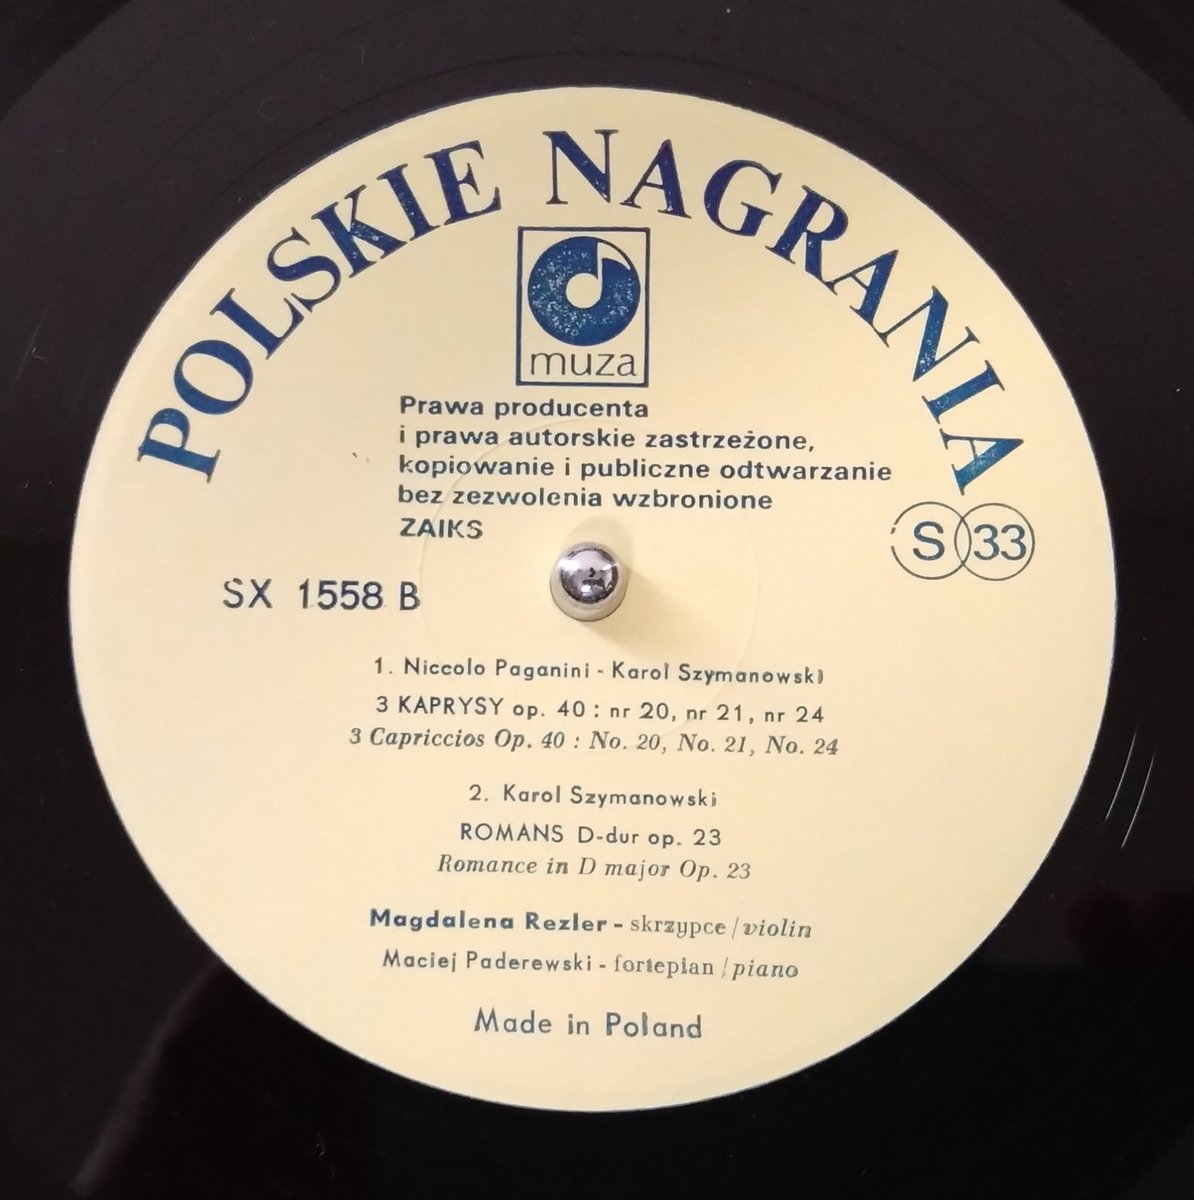 POLSKIE NAGRANIA
muza
Prawa producenta
i prawa autorskie zastrzeżone,
kopiowanie i publiczne odtwarzanie
bez zezwolenia wzbronione
ZAIKS
S 33
SX 1558 B
1. Niccolo Paganini - Karol Szymanowski
3 KAPRYSY op. 40 : nr 20, nr 21, nr 24
3 Capriccios Op. 40 : No. 20, No. 21, No. 24
2. Karol Szymanowski
ROMANS D-dur op. 23
Romance in D major Op. 23
Magdalena Rezler - skrzypce / violin
Maciej Paderewski - fortepian / piano
Made in Poland